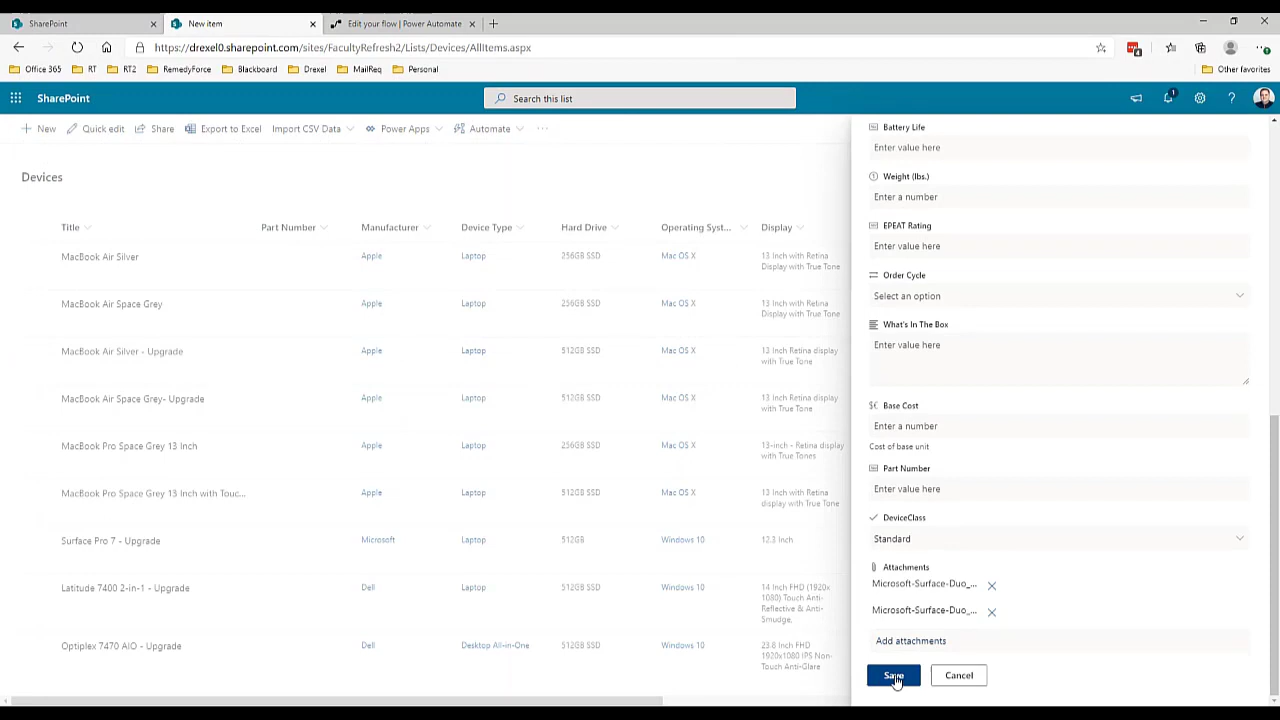 SharePoint
New item
Edit your flow | Power Automate
https://drexel0.sharepoint.com/sites/FacultyRefresh2/Lists/Devices/AllItems.aspx
Office 365 RT RT2 RemedyForce Blackboard Drexel MailReq Personal Other favorites
SharePoint
Search this list
1
New Quick edit Share Export to Excel Import CSV Data Power Apps Automate ...
Devices
Title Part Number Manufacturer Device Type Hard Drive Operating Syst... Display
MacBook Air Silver Apple Laptop 256GB SSD Mac OS X 13 Inch with Retina
Display with True Tone
MacBook Air Space Grey Apple Laptop 256GB SSD Mac OS X 13 Inch with Retina
Display with True Tone
MacBook Air Silver - Upgrade Apple Laptop 512GB SSD Mac OS X 13 Inch Retina display
with True Tone
MacBook Air Space Grey- Upgrade Apple Laptop 512GB SSD Mac OS X 13 Inch Retina display
with True Tone
MacBook Pro Space Grey 13 Inch Apple Laptop 256GB SSD Mac OS X 13-inch - Retina display
with True Tones
MacBook Pro Space Grey 13 Inch with Touc... Apple Laptop 512GB SSD Mac OS X 13 Inch with Retina
display with True Tone
Surface Pro 7 - Upgrade Microsoft Laptop 512GB Windows 10 12.3 Inch
Latitude 7400 2-in-1 - Upgrade Dell Laptop 512GB SSD Windows 10 14 Inch FHD (1920x
1080) Touch Anti-
Reflective & Anti-
Smudge,
Optiplex 7470 AIO - Upgrade Dell Desktop All-in-One 512GB SSD Windows 10 23.8 Inch FHD
1920x1080 IPS Non-
Touch Anti-Glare
Battery Life
Enter value here
Weight (lbs.)
Enter a number
EPEAT Rating
Enter value here
Order Cycle
Select an option
What's In The Box
Enter value here
Base Cost
Enter a number
Cost of base unit
Part Number
Enter value here
DeviceClass
Standard
Attachments
Microsoft-Surface-Duo_...
Microsoft-Surface-Duo_...
Add attachments
Save Cancel